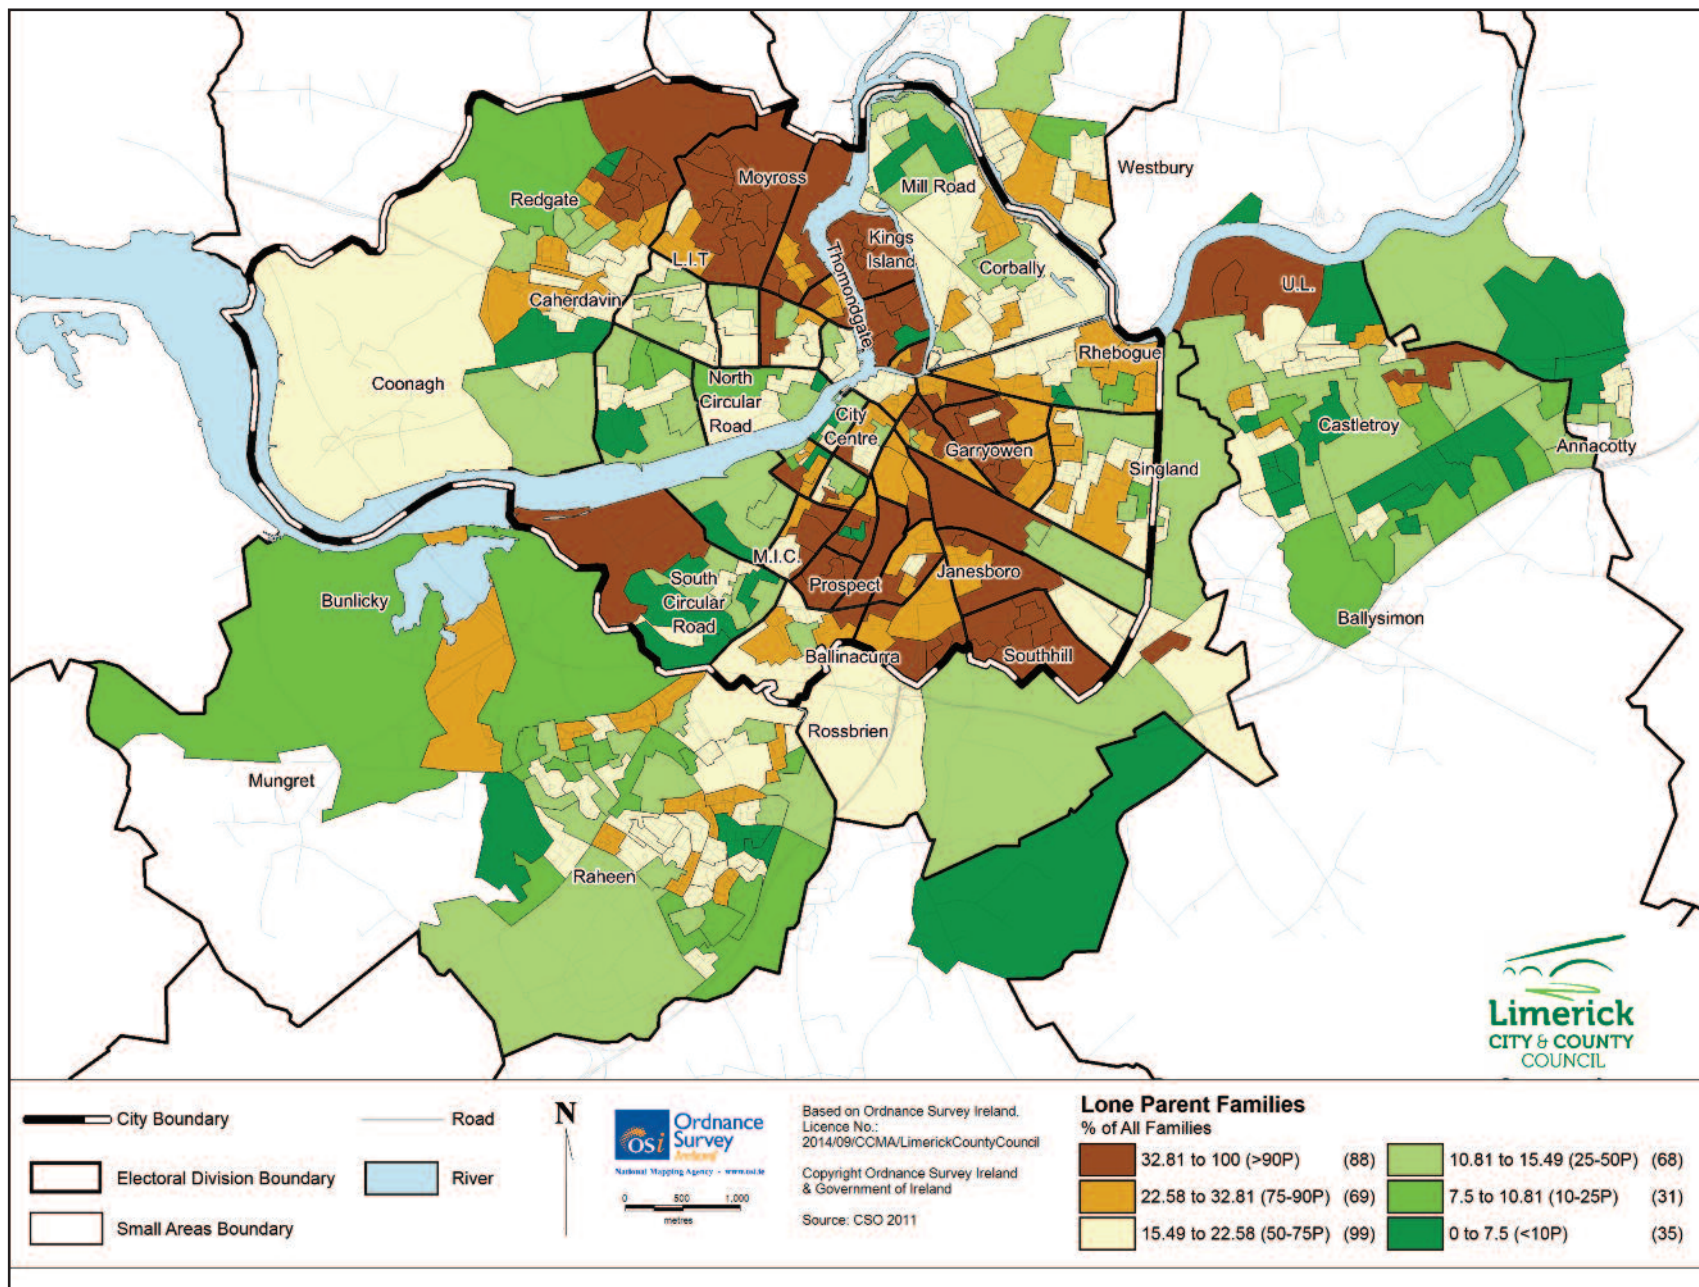 Westbury
Moyross
Mill Road
Redgate
Kings
Island
L.I.T
Corbally
U.L.
Thomondgate
Caherdavin
Rhebogue
Coonagh
North
Circular
Road
City
Centre
Castletroy
Garryowen
Annacotty
Singland
M.I.C.
South
Circular
Road
Prospect
Janesboro
Bunlicky
Ballysimon
Ballinacurra
Southhill
Rossbrien
Mungret
Raheen
Limerick
CITY & COUNTY
COUNCIL
City Boundary
Electoral Division Boundary
Small Areas Boundary
Road
River
N
osi
Ordnance
Survey
Ireland
National Mapping Agency - www.osi.ie
0 500 1,000
metres
Based on Ordnance Survey Ireland.
Licence No.:
2014/09/CCMA/LimerickCountyCouncil
Copyright Ordnance Survey Ireland
& Government of Ireland
Source: CSO 2011
Lone Parent Families
% of All Families
32.81 to 100 (>90P) (88)
22.58 to 32.81 (75-90P) (69)
15.49 to 22.58 (50-75P) (99)
10.81 to 15.49 (25-50P) (68)
7.5 to 10.81 (10-25P) (31)
0 to 7.5 (<10P) (35)